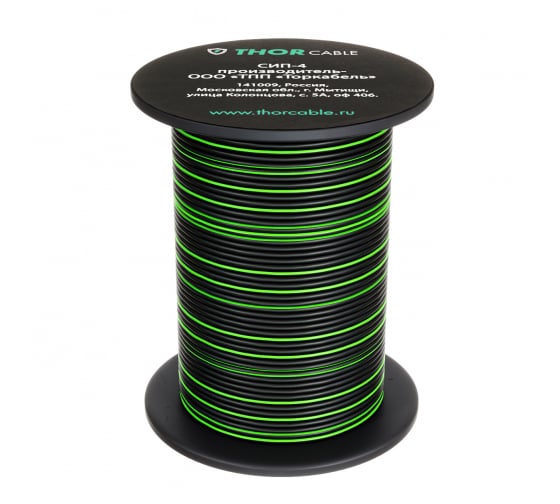 THOR CABLE
СИП-4
производитель-
ООО «ТПП «Торкабель»
141009, Россия,
Московская обл., г. Мытищи,
улица Колонцова, с. 5А, оф 406.
www.thorcable.ru